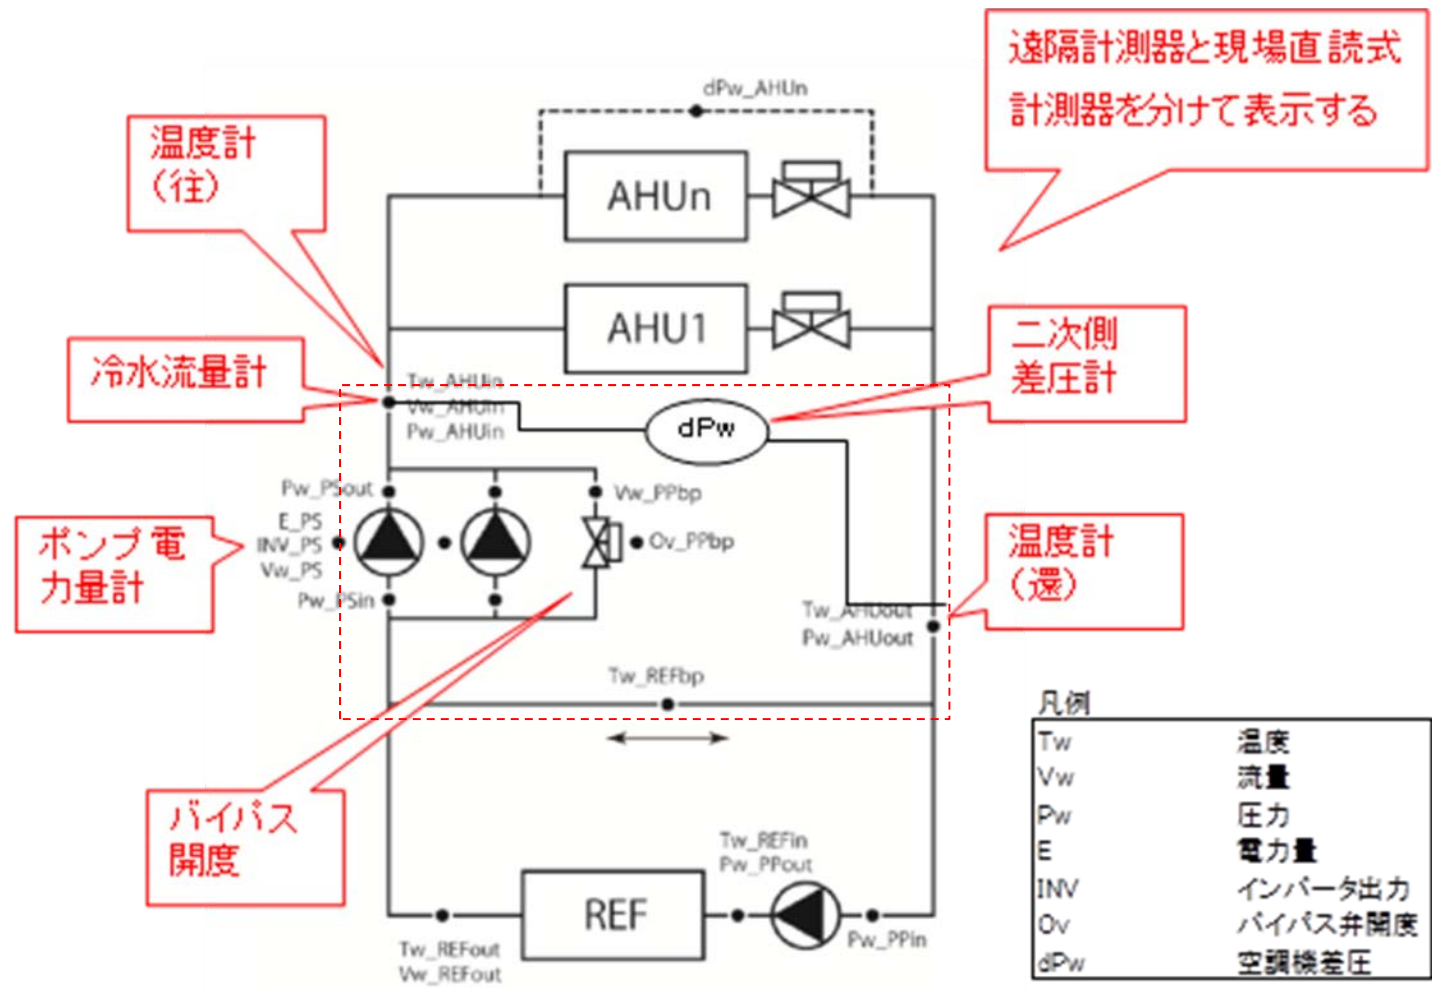 遠隔計測器と現場直読式
計測器を分けて表示する
dPw_AHUn
温度計
（往）
AHUn
AHU1
二次側
差圧計
冷水流量計
Tw_AHUin
Vw_AHUin
Pw_AHUin
dPw
Pw_PSout
Vw_PPbp
E_PS
INV_PS
Vw_PS
Ov_PPbp
ポンプ電
力量計
温度計
（還）
Pw_PSin
Tw_AHUout
Pw_AHUout
Tw_REFbp
バイパス
開度
Tw_REFin
Pw_PPout
REF
Pw_PPin
Tw_REFout
Vw_REFout
凡例
Tw 温度
Vw 流量
Pw 圧力
E 電力量
INV インバータ出力
Ov バイパス弁開度
dPw 空調機差圧